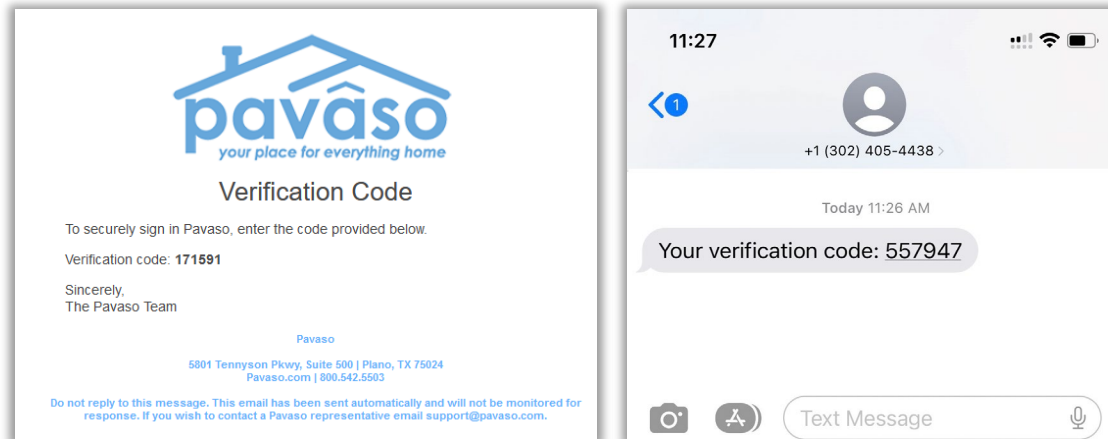 pavâso
your place for everything home
Verification Code
To securely sign in Pavaso, enter the code provided below.
Verification code: 171591
Sincerely,
The Pavaso Team
Pavaso
5801 Tennyson Pkwy, Suite 500 | Plano, TX 75024
Pavaso.com | 800.542.5503
Do not reply to this message. This email has been sent automatically and will not be monitored for
response. If you wish to contact a Pavaso representative email support@pavaso.com.
11:27
1
+1 (302) 405-4438
Today 11:26 AM
Your verification code: 557947
Text Message